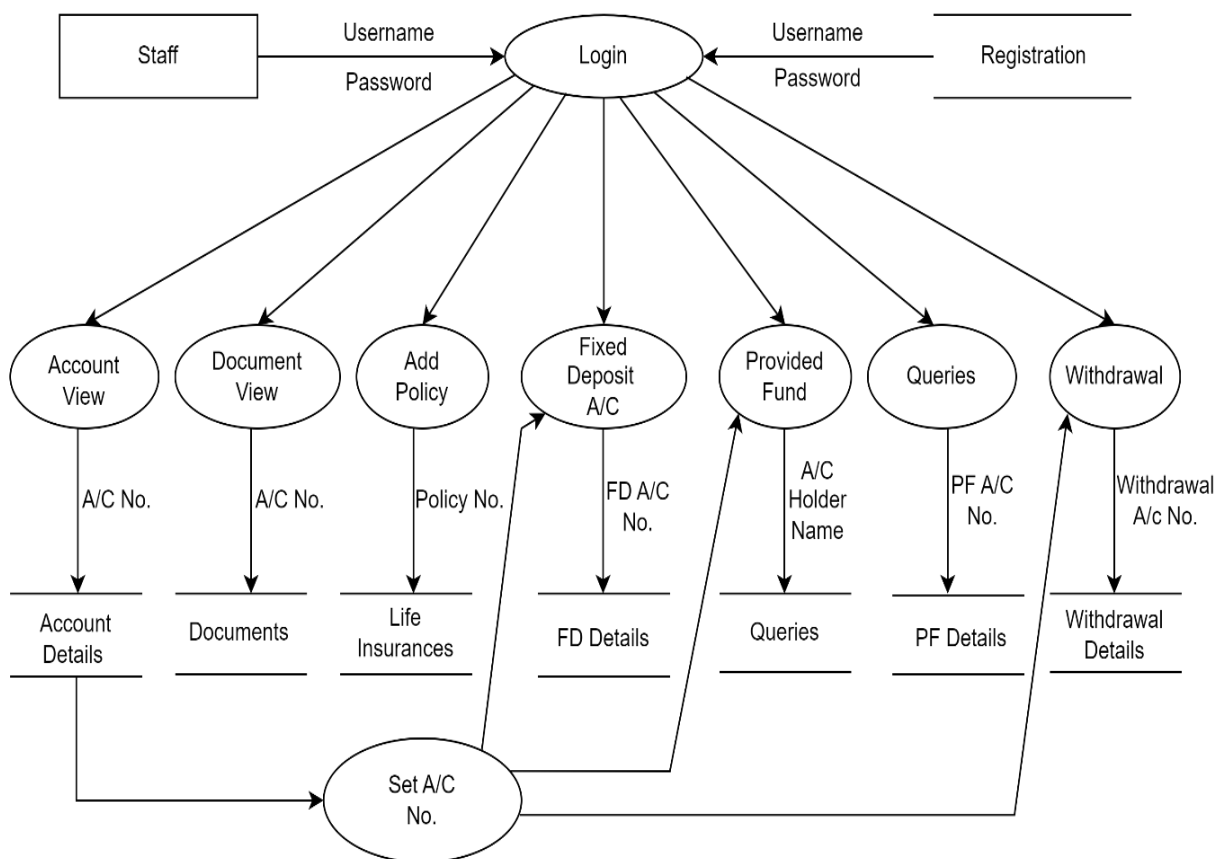 Staff
Username
Password
Login
Username
Password
Registration
Account
View
Document
View
Add
Policy
Fixed
Deposit
A/C
Provided
Fund
Queries
Withdrawal
A/C No.
A/C No.
Policy No.
FD A/C
No.
A/C
Holder
Name
PF A/C
No.
Withdrawal
A/c No.
Account
Details
Documents
Life
Insurances
FD Details
Queries
PF Details
Withdrawal
Details
Set A/C
No.